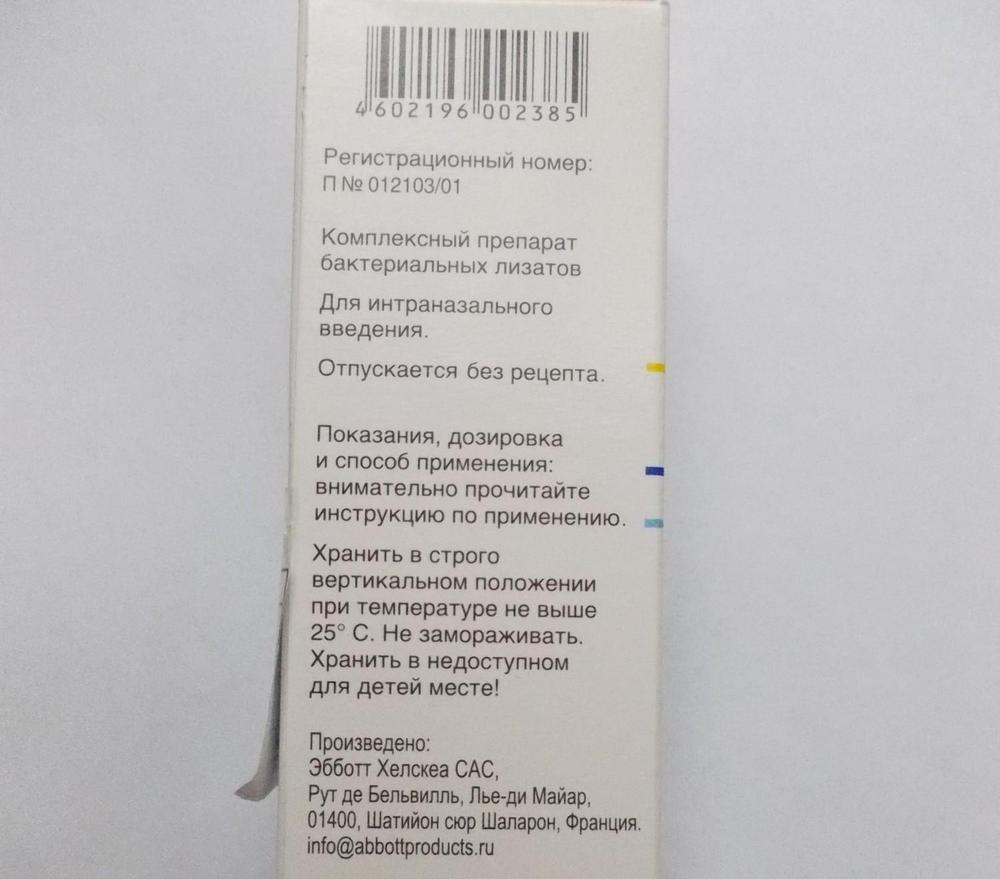 4602196002385
Регистрационный номер:
П № 012103/01
Комплексный препарат
бактериальных лизатов
Для интраназального
введения.
Отпускается без рецепта.
Показания, дозировка
и способ применения:
внимательно прочитайте
инструкцию по применению.
Хранить в строго
вертикальном положении
при температуре не выше
25° С. Не замораживать.
Хранить в недоступном
для детей месте!
Произведено:
Эбботт Хелскеа САС,
Рут де Бельвилль, Лье-ди Майар,
01400, Шатийон сюр Шаларон, Франция.
info@abbottproducts.ru